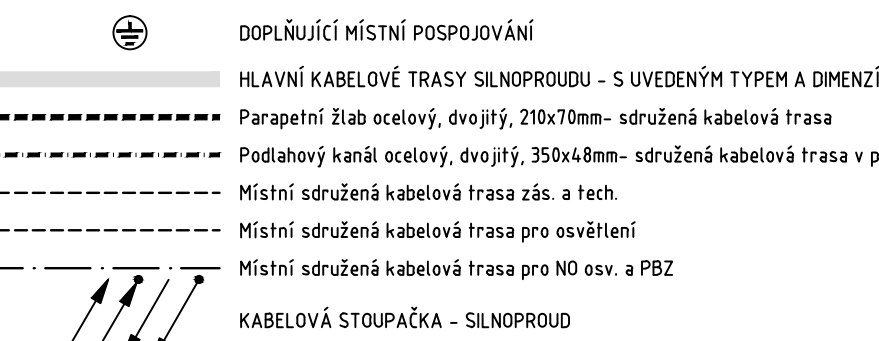 DOPLŇUJÍCÍ MÍSTNÍ POSPOJOVÁNÍ
HLAVNÍ KABELOVÉ TRASY SILNOPROUDU - S UVEDENÝM TYPEM A DIMENZÍ
Parapetní žlab ocelový, dvojitý, 210x70mm- sdružená kabelová trasa
Podlahový kanál ocelový, dvojitý, 350x48mm- sdružená kabelová trasa v p
Místní sdružená kabelová trasa zás. a tech.
Místní sdružená kabelová trasa pro osvětlení
Místní sdružená kabelová trasa pro NO osv. a PBZ
KABELOVÁ STOUPAČKA - SILNOPROUD